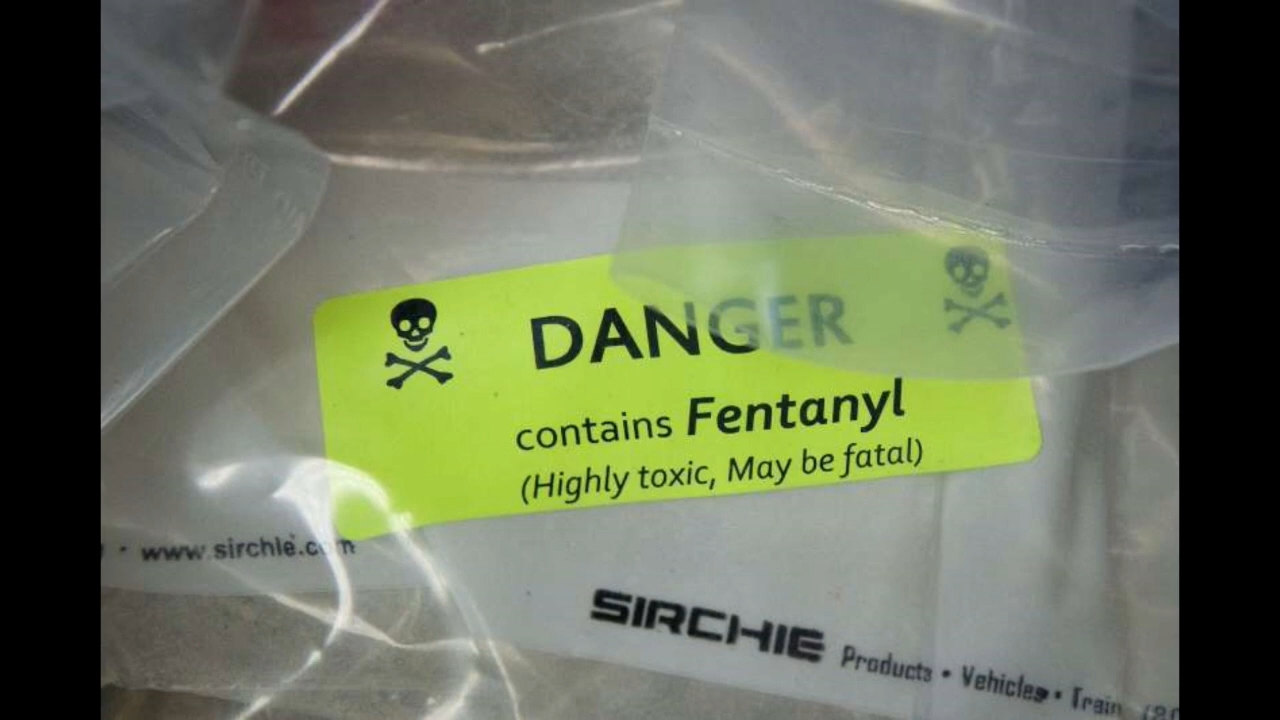 DANGER
contains Fentanyl
(Highly toxic, May be fatal)
www.sirchie.com
SIRCHIE Products • Vehicles • Train